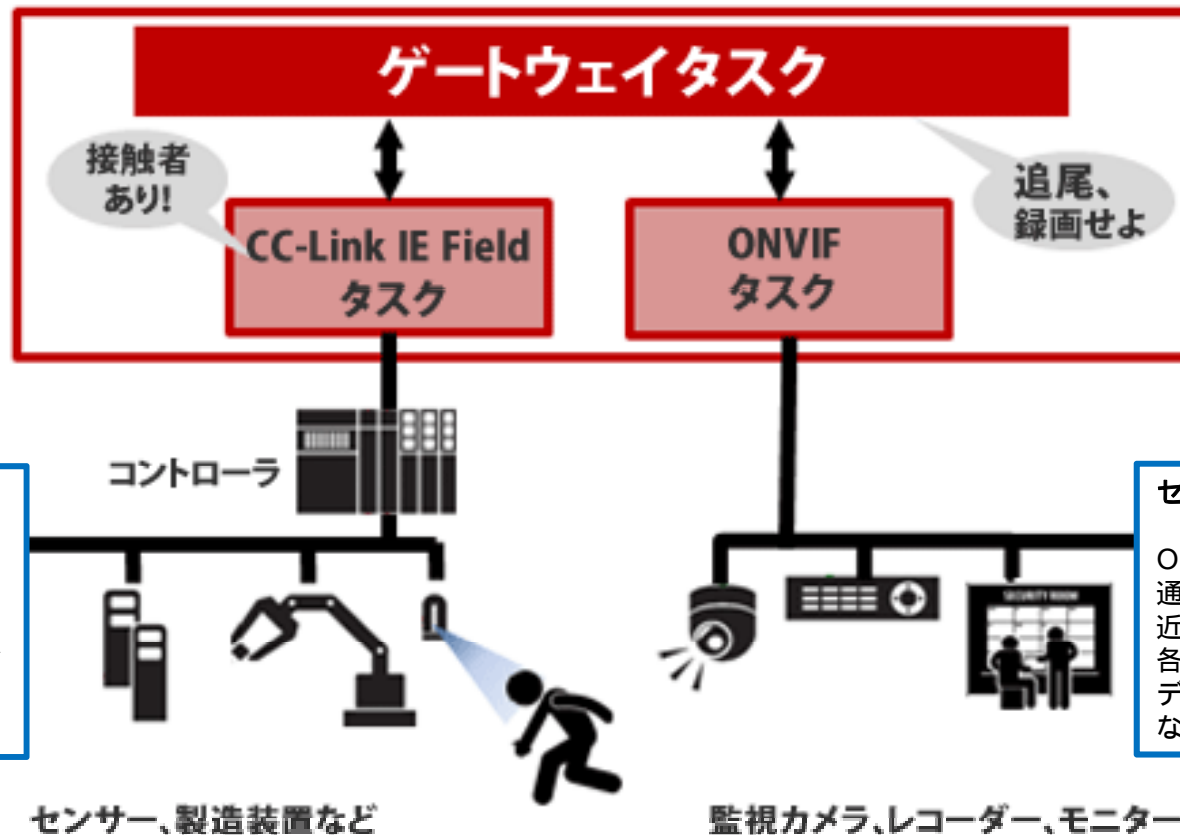 ゲートウェイタスク
接触者
あり!
追尾、
録画せよ
CC-Link IE Field
タスク
ONVIF
タスク
コントローラ
セ
O
通
近
各
デ
な
SECURITY ROOM
センサー、製造装置など
監視カメラ、レコーダー、モニター